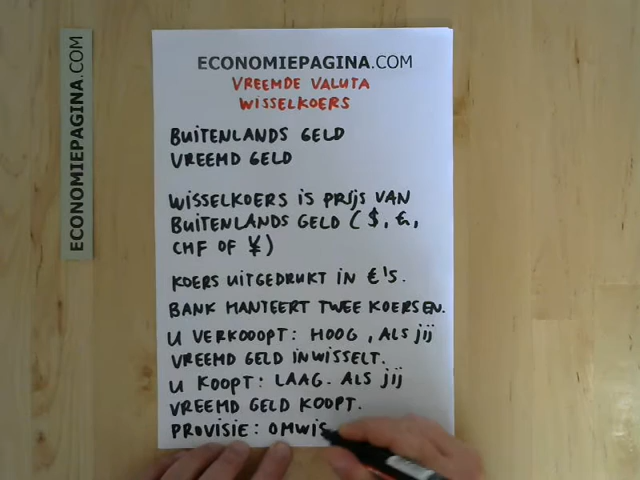 ECONOMIEPAGINA.COM
ECONOMIEPAGINA.COM
VREEMDE VALUTA
WISSELKOERS
BUITENLANDS GELD
VREEMD GELD
WISSELKOERS IS PRIJS VAN
BUITENLANDS GELD ($, £,
CHF OF ¥)
KOERS UITGEDRUKT IN €'S.
BANK HANTEERT TWEE KOERSEN.
U VERKOOOPT: HOOG, ALS JIJ
VREEMD GELD INWISSELT.
U KOOPT: LAAG. ALS JIJ
VREEMD GELD KOOPT.
PROVISIE: OMWIS